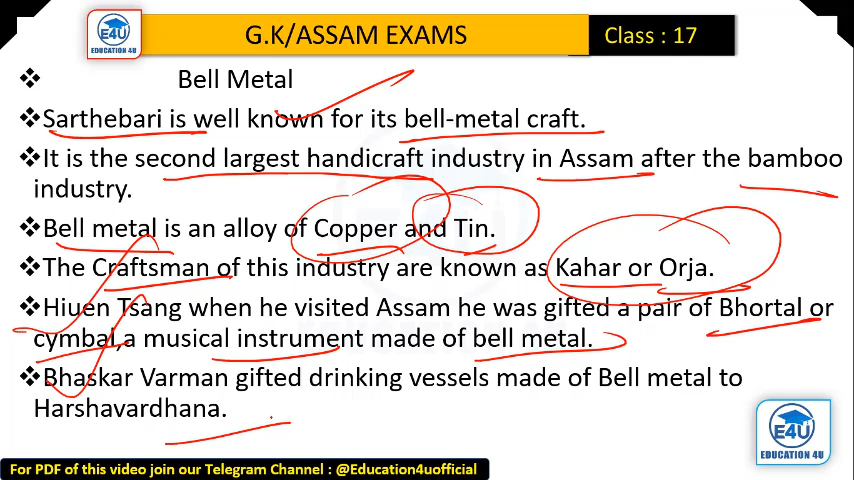 E4U
EDUCATION 4U
G.K/ASSAM EXAMS
Class : 17
❖ Bell Metal
❖Sarthebari is well known for its bell-metal craft.
❖It is the second largest handicraft industry in Assam after the bamboo
industry.
❖Bell metal is an alloy of Copper and Tin.
❖The Craftsman of this industry are known as Kahar or Orja.
❖Hiuen Tsang when he visited Assam he was gifted a pair of Bhortal or
cymbal,a musical instrument made of bell metal.
❖Bhaskar Varman gifted drinking vessels made of Bell metal to
Harshavardhana.
E4U
EDUCATION 4U
For PDF of this video join our Telegram Channel : @Education4uofficial